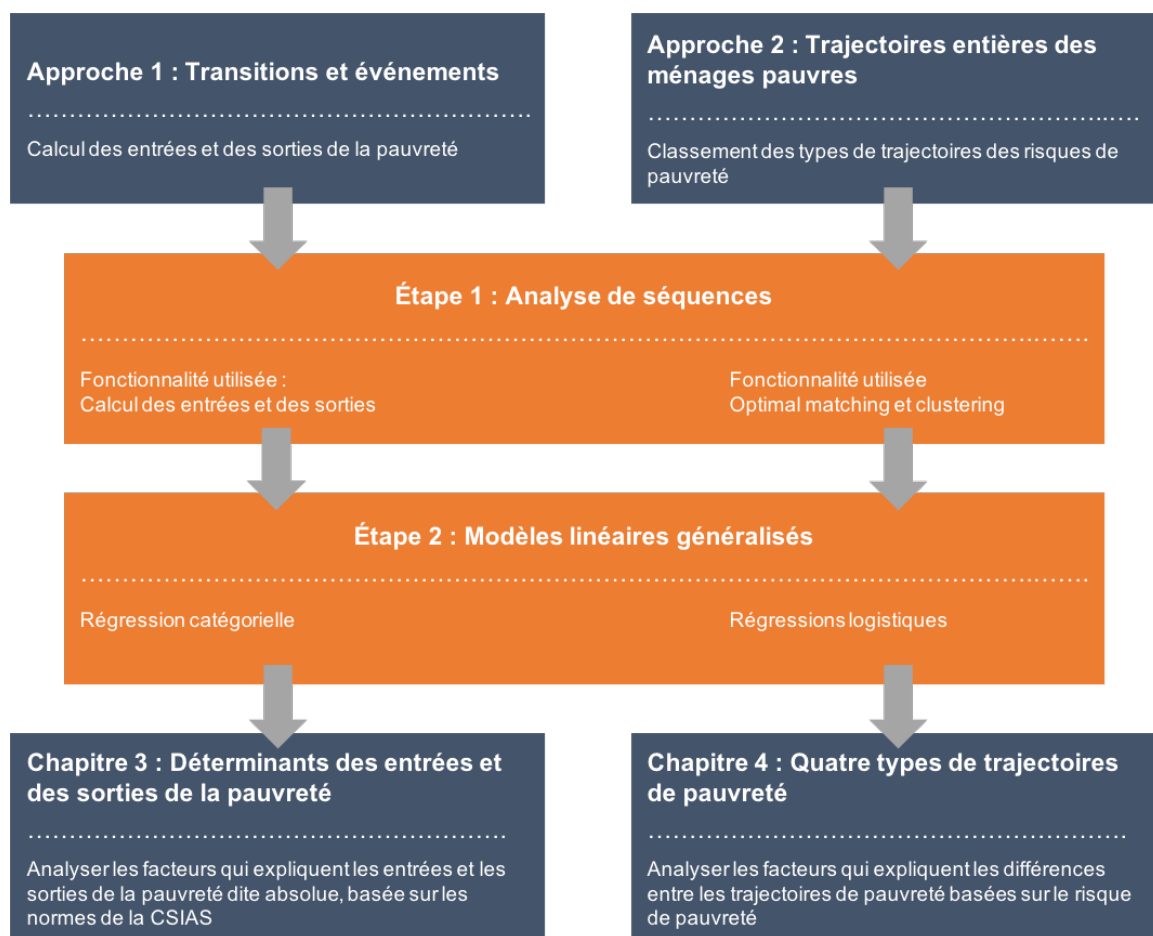 Approche 1 : Transitions et événements
…………………………………………………….
Calcul des entrées et des sorties de la pauvreté
Approche 2 : Trajectoires entières des
ménages pauvres
………………………………………………..….
Classement des types de trajectoires des risques de
pauvreté
Étape 1 : Analyse de séquences
…………………………………………………………………………………………………….…….
Fonctionnalité utilisée :
Calcul des entrées et des sorties
Fonctionnalité utilisée
Optimal matching et clustering
Étape 2 : Modèles linéaires généralisés
…………………………………………………………………………………………………….…….
Régression catégorielle
Régressions logistiques
Chapitre 3 : Déterminants des entrées et
des sorties de la pauvreté
………………………………………………….
Analyser les facteurs qui expliquent les entrées et les
sorties de la pauvreté dite absolue, basée sur les
normes de la CSIAS
Chapitre 4 : Quatre types de trajectoires
de pauvreté
………………………………………………….
Analyser les facteurs qui expliquent les différences
entre les trajectoires de pauvreté basées sur le risque
de pauvreté